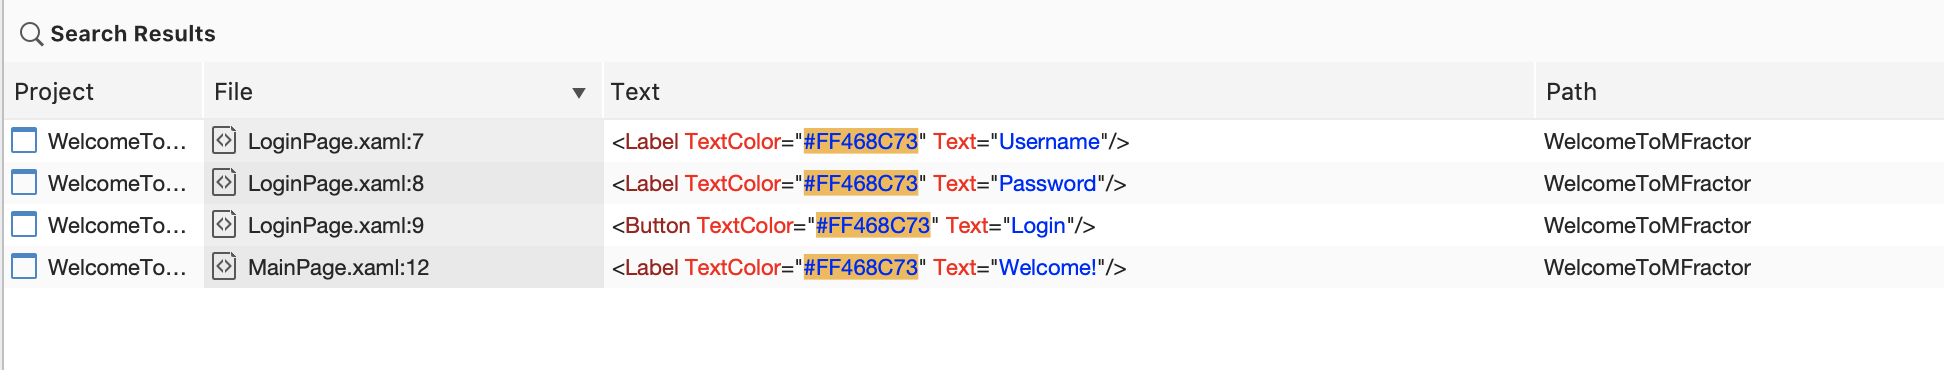 Search Results
Project File Text Path
WelcomeTo... LoginPage.xaml:7 <Label TextColor="#FF468C73" Text="Username"/> WelcomeToMFractor
WelcomeTo... LoginPage.xaml:8 <Label TextColor="#FF468C73" Text="Password"/> WelcomeToMFractor
WelcomeTo... LoginPage.xaml:9 <Button TextColor="#FF468C73" Text="Login"/> WelcomeToMFractor
WelcomeTo... MainPage.xaml:12 <Label TextColor="#FF468C73" Text="Welcome!"/> WelcomeToMFractor